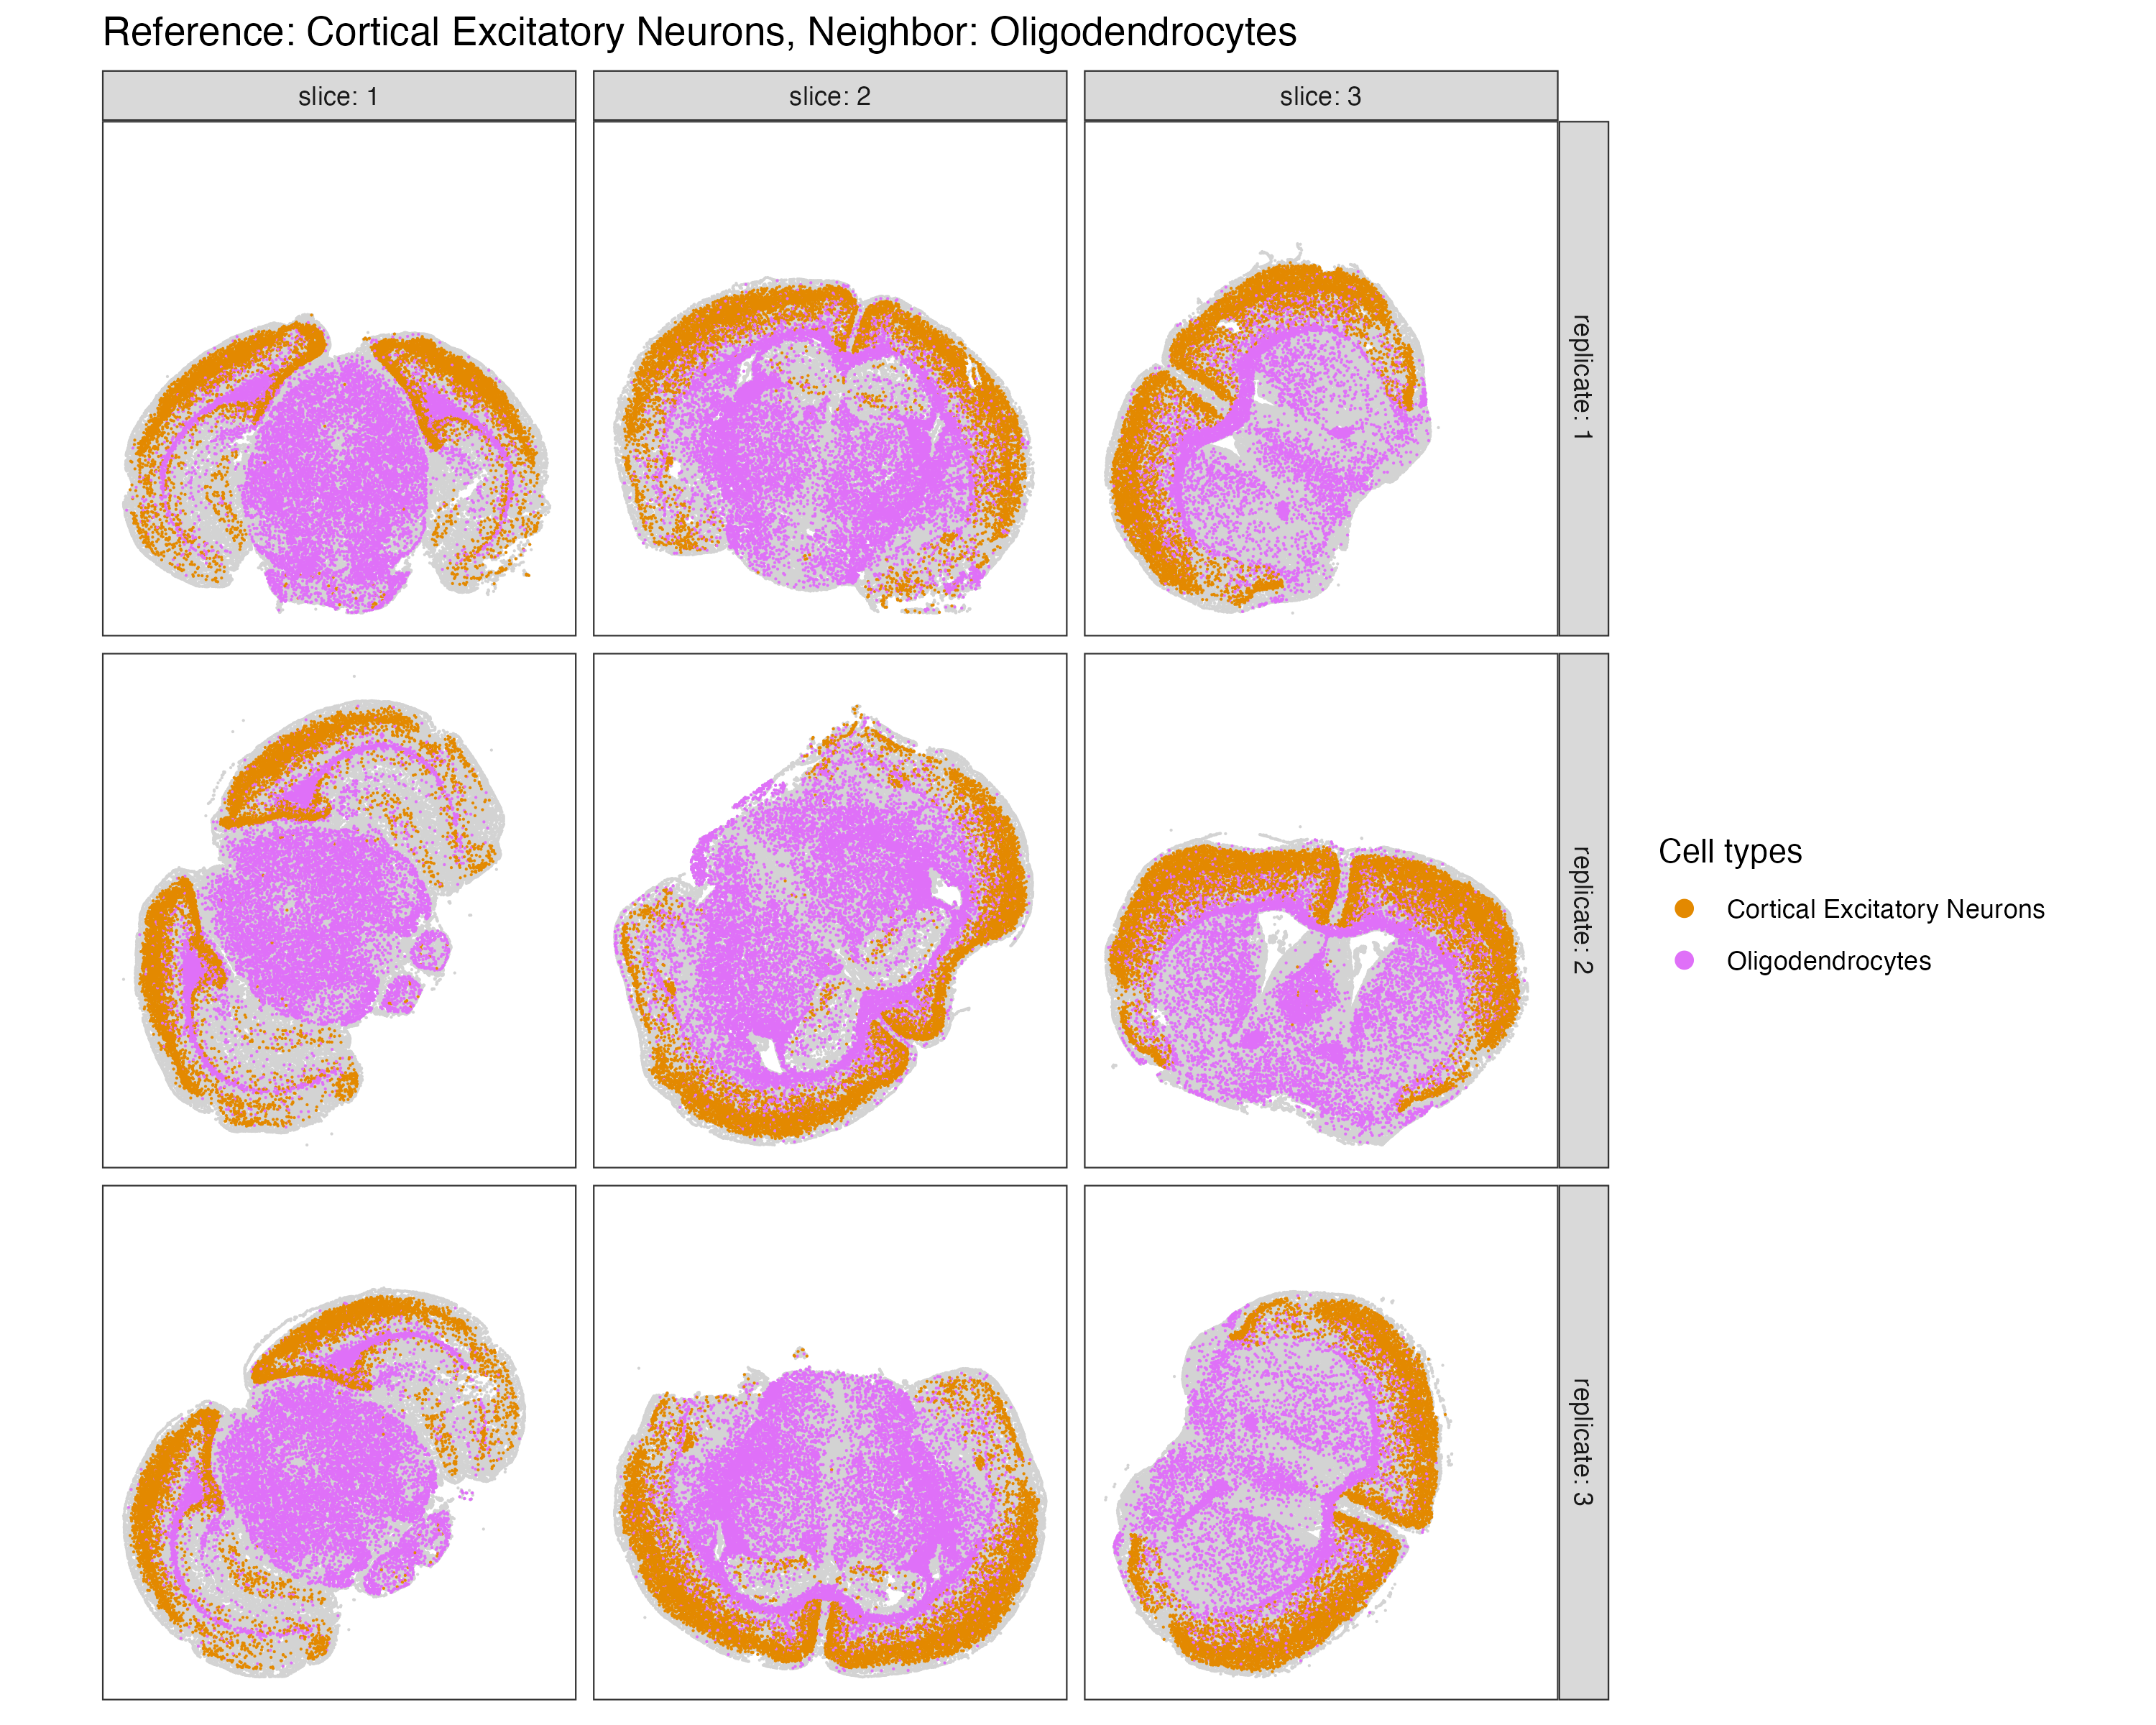 Reference: Cortical Excitatory Neurons, Neighbor: Oligodendrocytes
slice: 1
slice: 2
slice: 3
replicate: 1
replicate: 2
replicate: 3
Cell types
Cortical Excitatory Neurons
Oligodendrocytes